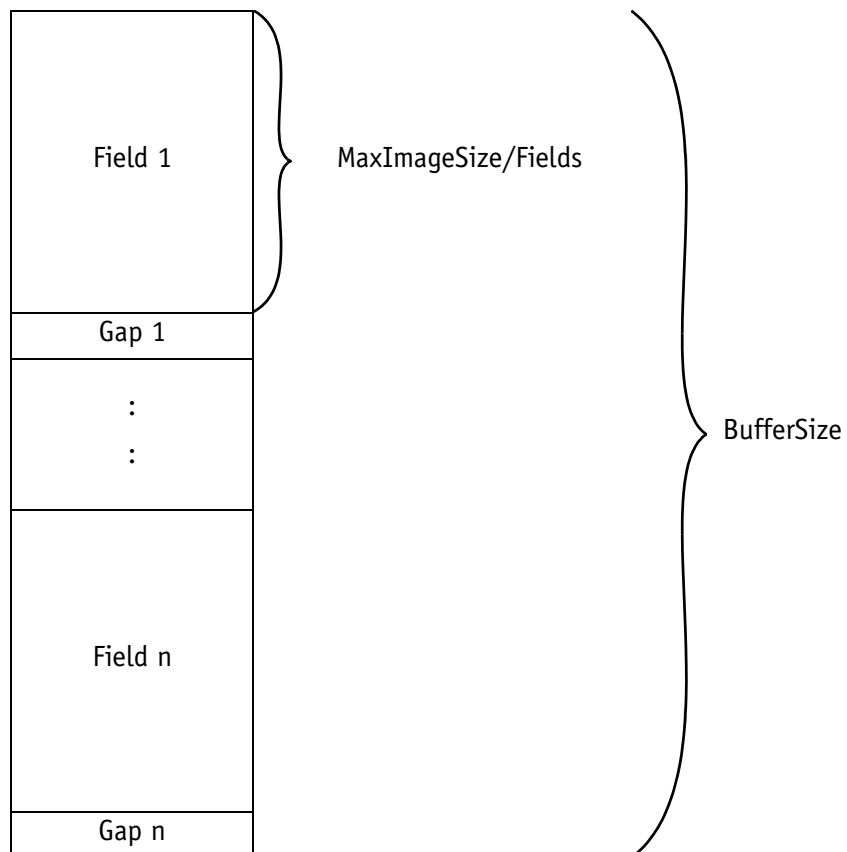 Field 1
MaxImageSize/Fields
Gap 1
:
:
BufferSize
Field n
Gap n